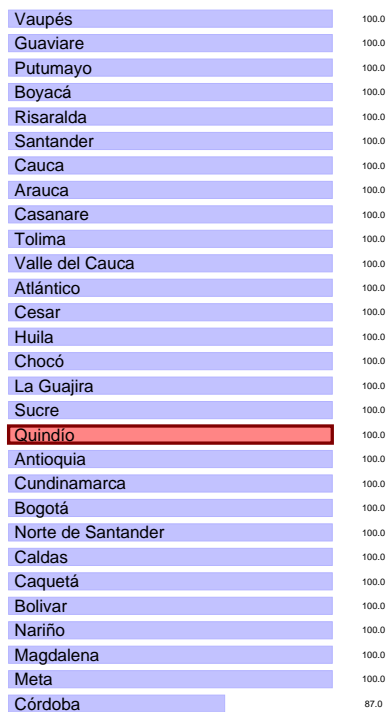 Vaupés 100.0
Guaviare 100.0
Putumayo 100.0
Boyacá 100.0
Risaralda 100.0
Santander 100.0
Cauca 100.0
Arauca 100.0
Casanare 100.0
Tolima 100.0
Valle del Cauca 100.0
Atlántico 100.0
Cesar 100.0
Huila 100.0
Chocó 100.0
La Guajira 100.0
Sucre 100.0
Quindío 100.0
Antioquia 100.0
Cundinamarca 100.0
Bogotá 100.0
Norte de Santander 100.0
Caldas 100.0
Caquetá 100.0
Bolivar 100.0
Nariño 100.0
Magdalena 100.0
Meta 100.0
Córdoba 87.0